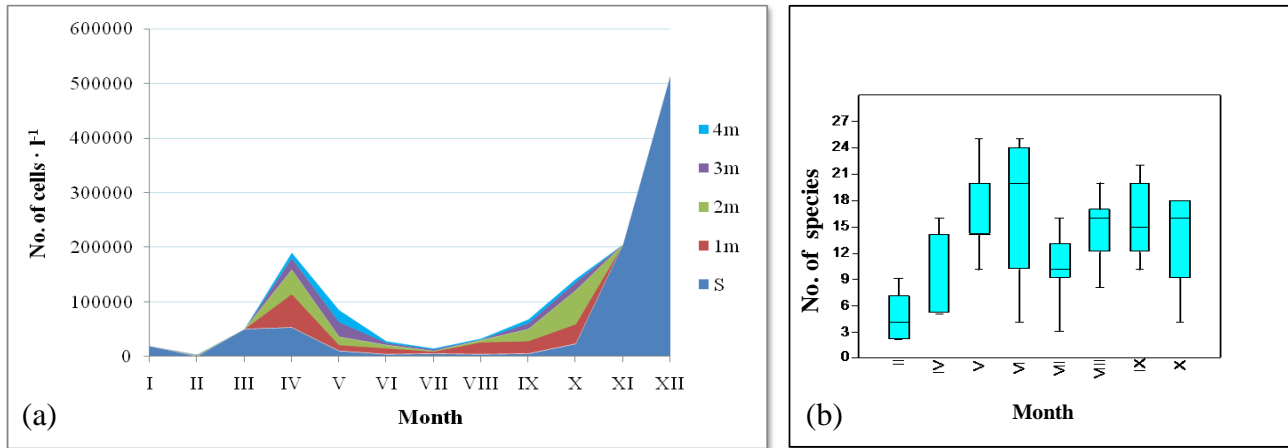 600000
500000
400000
300000
200000
100000
0
No. of cells · l-1
I II III IV V VI VII VIII IX X XI XII
Month
4m
3m
2m
1m
S
(a)
27
24
21
18
15
12
9
6
3
0
No. of species
II IV V VI VII VIII IX X
Month
(b)